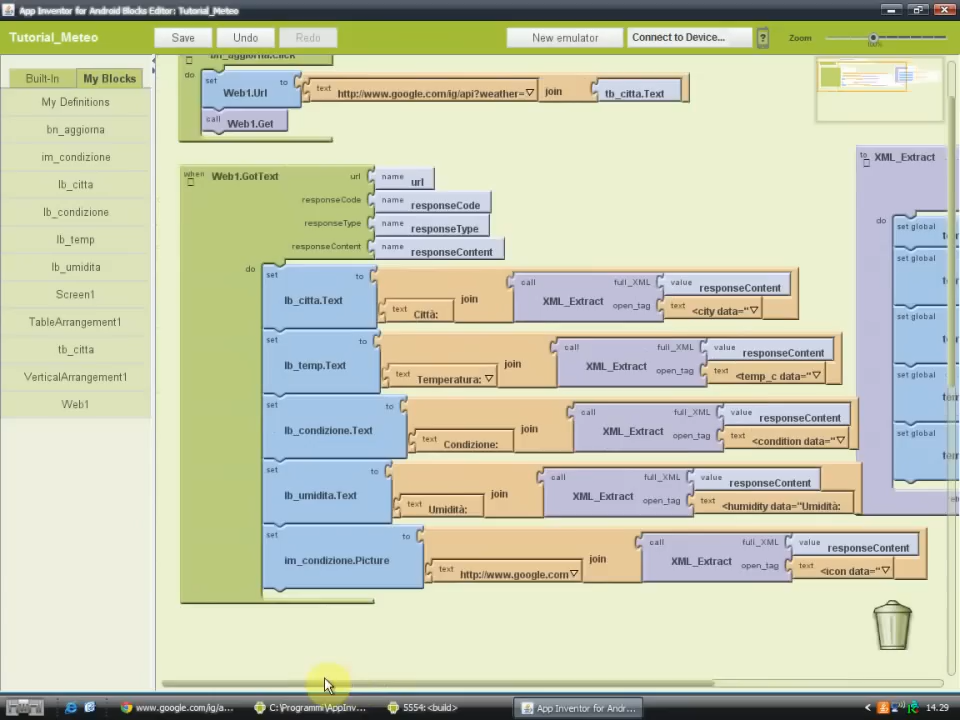 App Inventor for Android Blocks Editor: Tutorial_Meteo
Tutorial_Meteo
Save
Undo
Redo
New emulator
Connect to Device...
Zoom
100%
Built-In
My Blocks
My Definitions
bn_aggiorna
im_condizione
lb_citta
lb_condizione
lb_temp
lb_umidita
Screen1
TableArrangement1
tb_citta
VerticalArrangement1
Web1
bn_aggiorna.Click
do
set Web1.Url to
text http://www.google.com/ig/api?weather=
join
tb_citta.Text
call Web1.Get
when Web1.GotText
url name url
responseCode name responseCode
responseType name responseType
responseContent name responseContent
do
set lb_citta.Text to
text Città:
join
call XML_Extract
full_XML value responseContent
open_tag text <city data="
set lb_temp.Text to
text Temperatura:
join
call XML_Extract
full_XML value responseContent
open_tag text <temp_c data="
set lb_condizione.Text to
text Condizione:
join
call XML_Extract
full_XML value responseContent
open_tag text <condition data="
set lb_umidita.Text to
text Umidità:
join
call XML_Extract
full_XML value responseContent
open_tag text <humidity data="Umidità:
set im_condizione.Picture to
text http://www.google.com
join
call XML_Extract
full_XML value responseContent
open_tag text <icon data="
to XML_Extract
do
set global
set global
set global
set global
set global
www.google.com/ig/a...
C:\Programmi\AppInv...
5554:<build>
App Inventor for Andr...
14.29